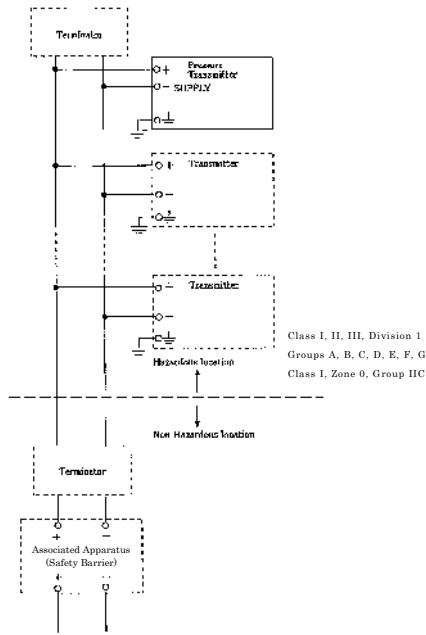 Terminator
Pressure
Transmitter
+
SUPPLY
−
Transmitter
+
−
Transmitter
−
−
Class I, II, III, Division 1
Groups A, B, C, D, E, F, G
Hazardous location
Class I, Zone 0, Group IIC
Non Hazardous location
Terminator
+ −
Associated Apparatus
(Safety Barrier)
+